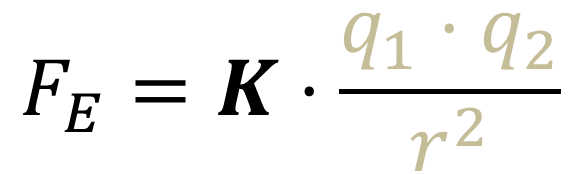 F_E = K · (q_1 · q_2) / r^2